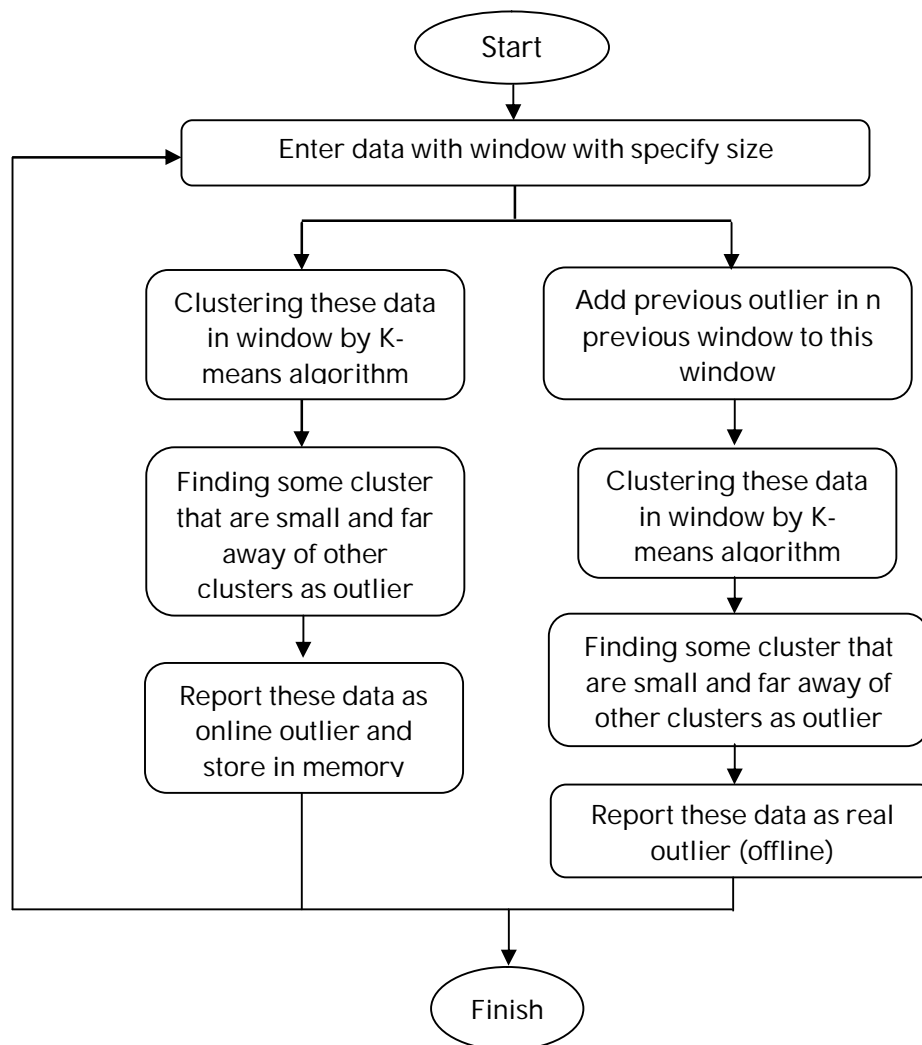 Start
Enter data with window with specify size
Clustering these data
in window by K-
means algorithm
Add previous outlier in n
previous window to this
window
Finding some cluster
that are small and far
away of other
clusters as outlier
Clustering these data
in window by K-
means algorithm
Report these data as
online outlier and
store in memory
Finding some cluster that
are small and far away of
other clusters as outlier
Report these data as real
outlier (offline)
Finish